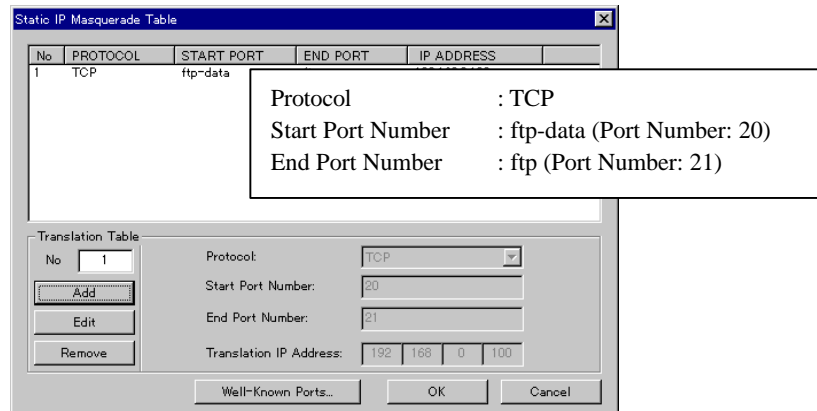 Static IP Masquerade Table
No PROTOCOL START PORT END PORT IP ADDRESS
1 TCP ftp-data
Protocol : TCP
Start Port Number : ftp-data (Port Number: 20)
End Port Number : ftp (Port Number: 21)
Translation Table
No 1
Protocol: TCP
Add
Start Port Number: 20
Edit
End Port Number: 21
Remove
Translation IP Address: 192 168 0 100
Well-Known Ports... OK Cancel